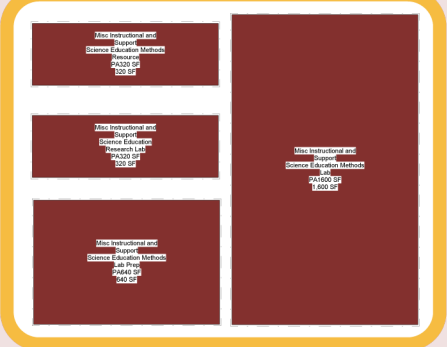 Misc Instructional and
Support
Science Education Methods
Resource
PA320 SF
320 SF
Misc Instructional and
Support
Science Education
Research Lab
PA320 SF
320 SF
Misc Instructional and
Support
Science Education Methods
Lab Prep
PA640 SF
640 SF
Misc Instructional and
Support
Science Education Methods
Lab
PA1600 SF
1,600 SF